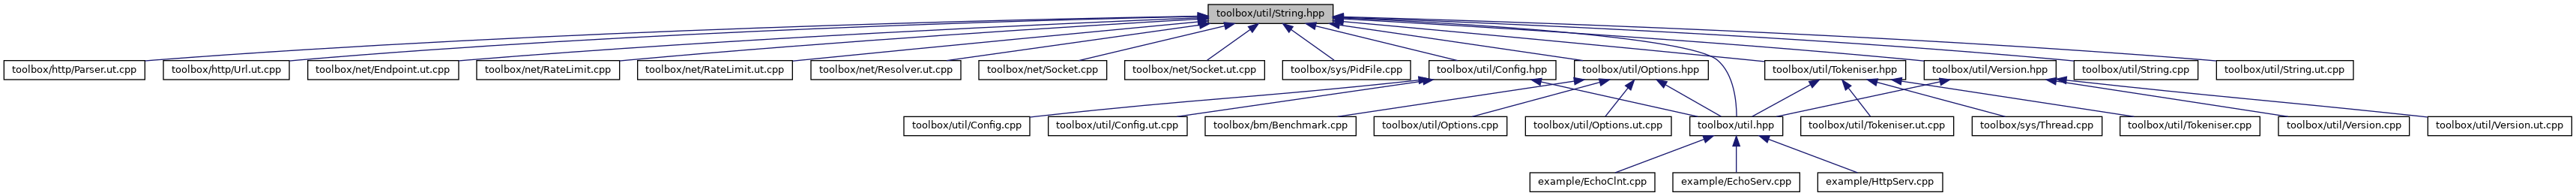 toolbox/util/String.hpp
toolbox/http/Parser.ut.cpp
toolbox/http/Url.ut.cpp
toolbox/net/Endpoint.ut.cpp
toolbox/net/RateLimit.cpp
toolbox/net/RateLimit.ut.cpp
toolbox/net/Resolver.ut.cpp
toolbox/net/Socket.cpp
toolbox/net/Socket.ut.cpp
toolbox/sys/PidFile.cpp
toolbox/util/Config.hpp
toolbox/util/Options.hpp
toolbox/util/Tokeniser.hpp
toolbox/util/Version.hpp
toolbox/util/String.cpp
toolbox/util/String.ut.cpp
toolbox/util/Config.cpp
toolbox/util/Config.ut.cpp
toolbox/bm/Benchmark.cpp
toolbox/util/Options.cpp
toolbox/util/Options.ut.cpp
toolbox/util.hpp
toolbox/util/Tokeniser.ut.cpp
toolbox/sys/Thread.cpp
toolbox/util/Tokeniser.cpp
toolbox/util/Version.cpp
toolbox/util/Version.ut.cpp
example/EchoClnt.cpp
example/EchoServ.cpp
example/HttpServ.cpp